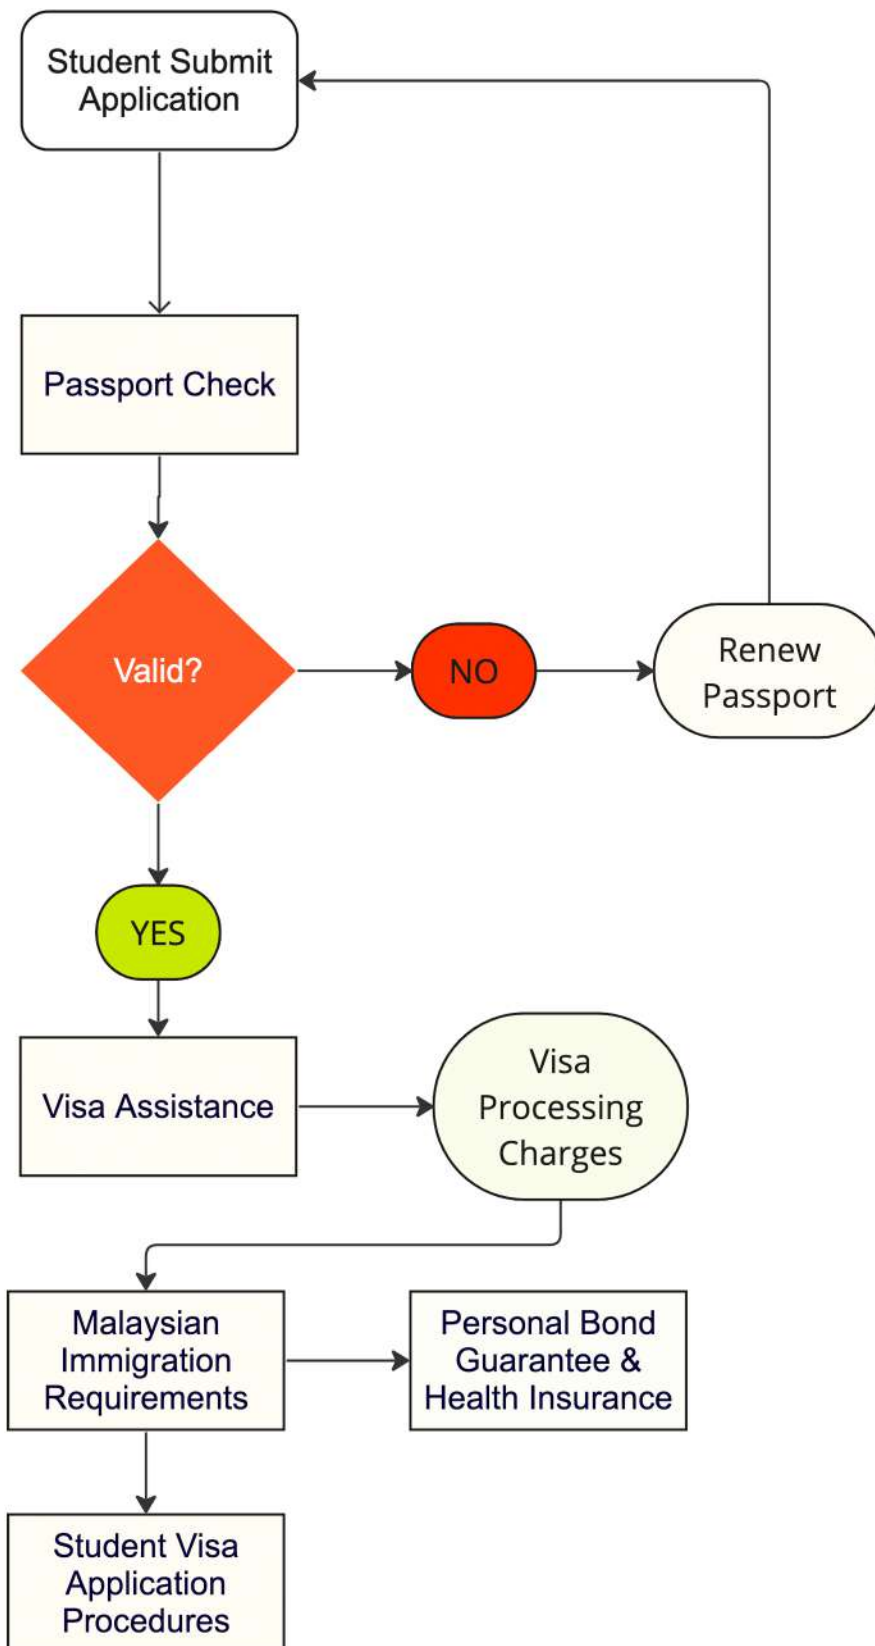 Student Submit
Application
Passport Check
Valid?
NO
Renew
Passport
YES
Visa Assistance
Visa
Processing
Charges
Malaysian
Immigration
Requirements
Personal Bond
Guarantee &
Health Insurance
Student Visa
Application
Procedures